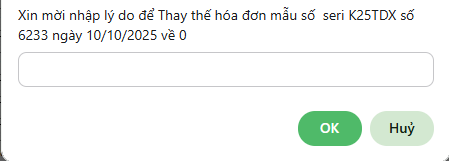 Xin mời nhập lý do để Thay thế hóa đơn mẫu số  seri K25TDX số
6233 ngày 10/10/2025 về 0
OK
Huỷ